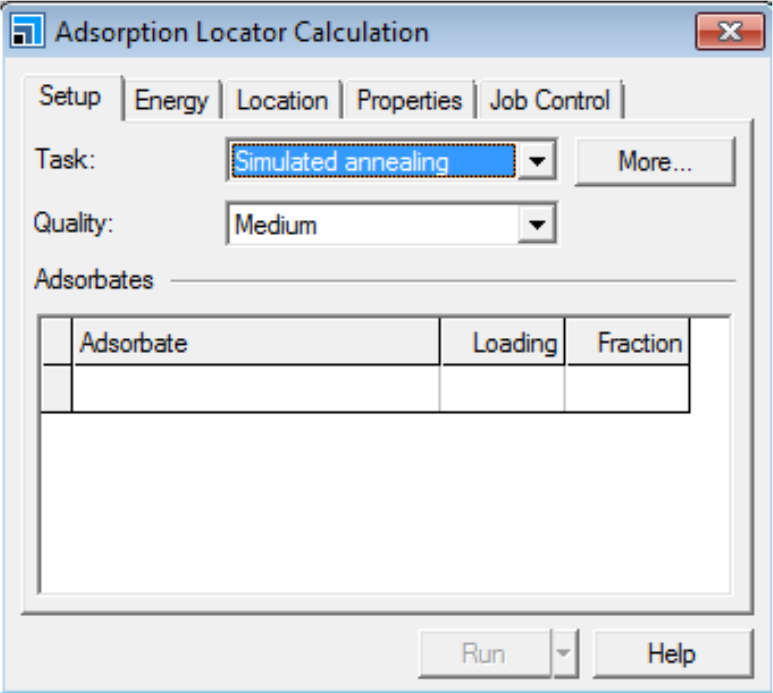 Adsorption Locator Calculation
Setup Energy Location Properties Job Control
Task: Simulated annealing More...
Quality: Medium
Adsorbates
Adsorbate Loading Fraction
Run Help